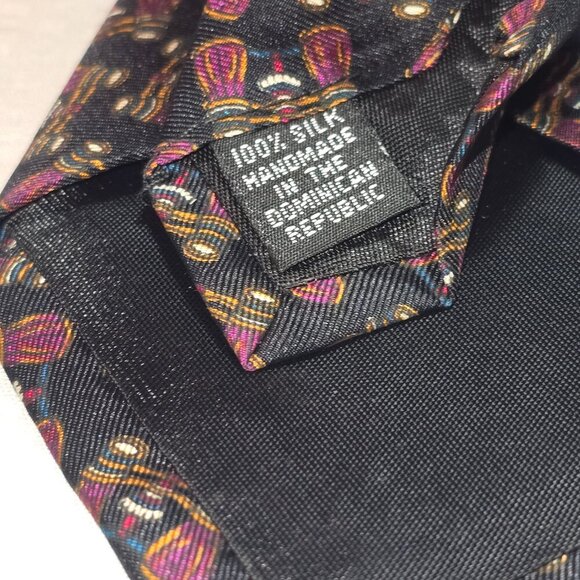 100% SILK
HANDMADE
IN THE
DOMINICAN
REPUBLIC